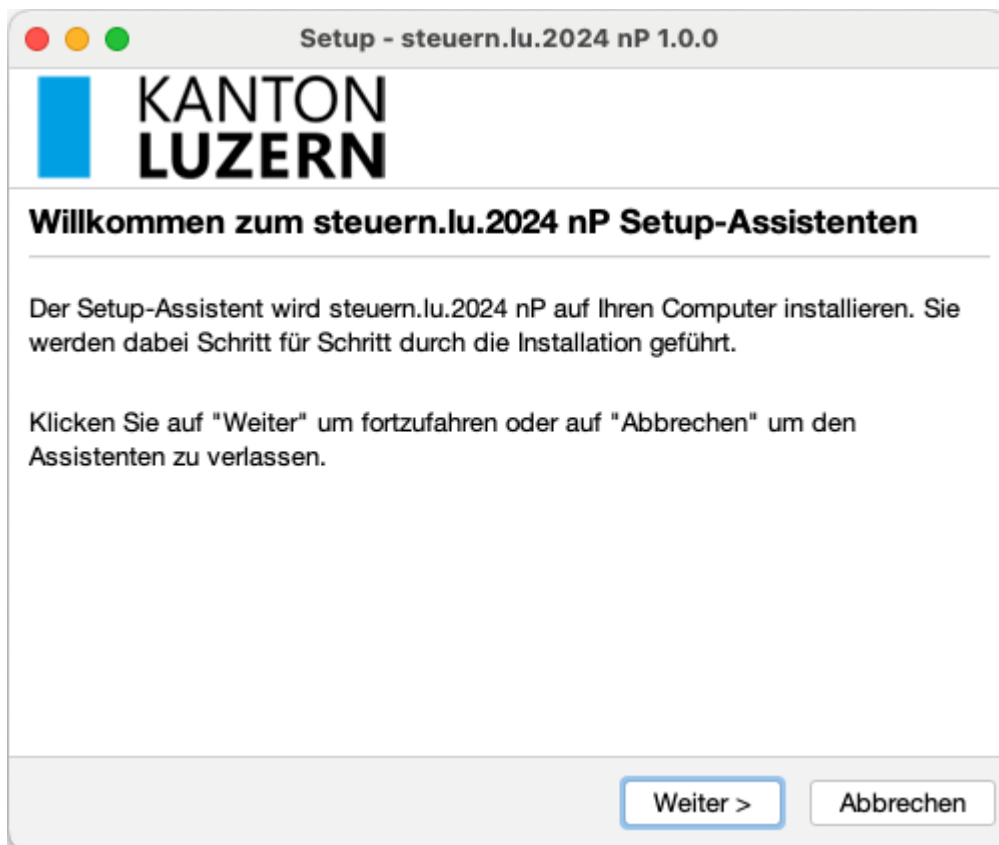 Setup - steuern.lu.2024 nP 1.0.0
KANTON
LUZERN
Willkommen zum steuern.lu.2024 nP Setup-Assistenten
Der Setup-Assistent wird steuern.lu.2024 nP auf Ihren Computer installieren. Sie
werden dabei Schritt für Schritt durch die Installation geführt.
Klicken Sie auf "Weiter" um fortzufahren oder auf "Abbrechen" um den
Assistenten zu verlassen.
Weiter >
Abbrechen